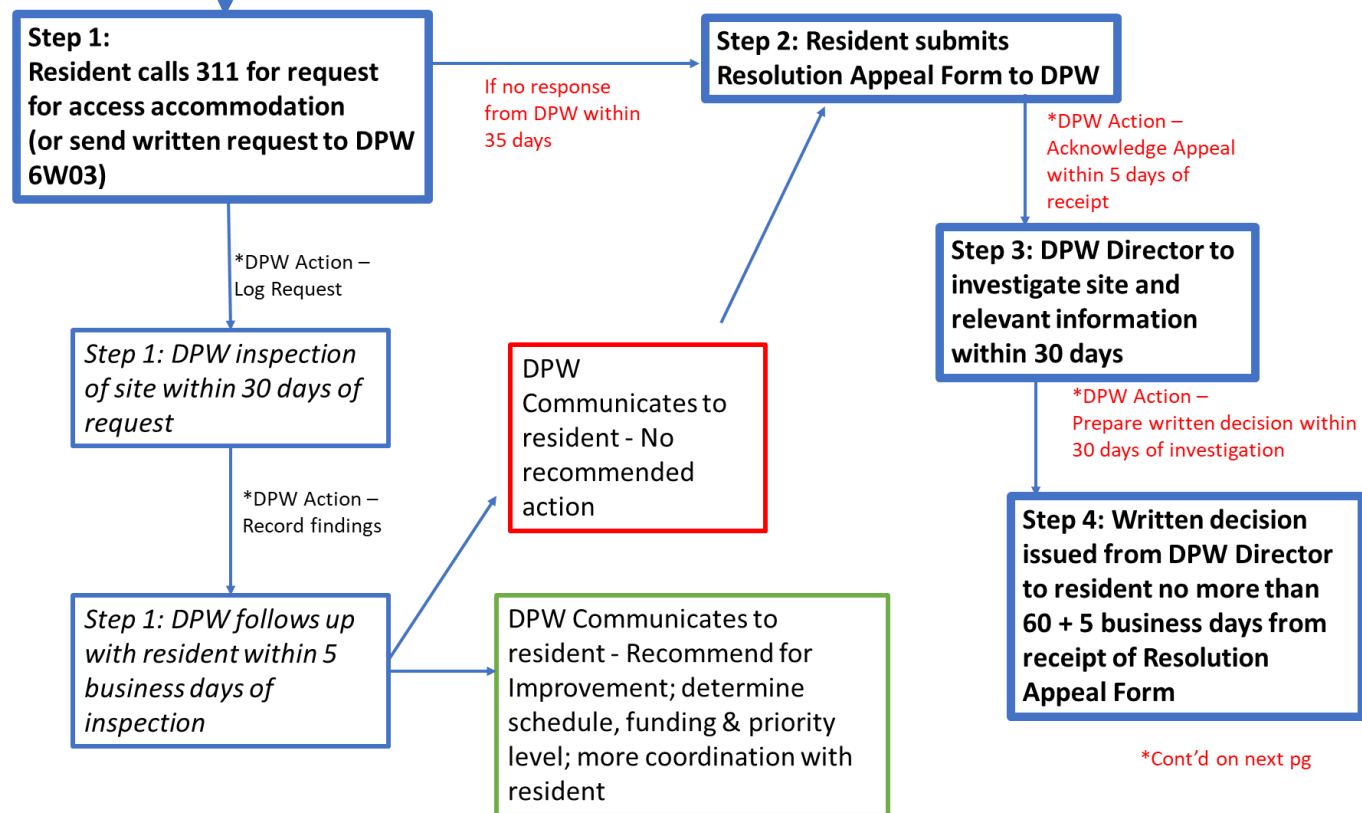 Step 1:
Resident calls 311 for request
for access accommodation
(or send written request to DPW
6W03)
If no response
from DPW within
35 days
Step 2: Resident submits
Resolution Appeal Form to DPW
*DPW Action –
Acknowledge Appeal
within 5 days of
receipt
*DPW Action –
Log Request
Step 1: DPW inspection
of site within 30 days of
request
*DPW Action –
Record findings
Step 1: DPW follows up
with resident within 5
business days of
inspection
DPW
Communicates to
resident - No
recommended
action
DPW Communicates to
resident - Recommend for
Improvement; determine
schedule, funding & priority
level; more coordination with
resident
Step 3: DPW Director to
investigate site and
relevant information
within 30 days
*DPW Action –
Prepare written decision within
30 days of investigation
Step 4: Written decision
issued from DPW Director
to resident no more than
60 + 5 business days from
receipt of Resolution
Appeal Form
*Cont’d on next pg